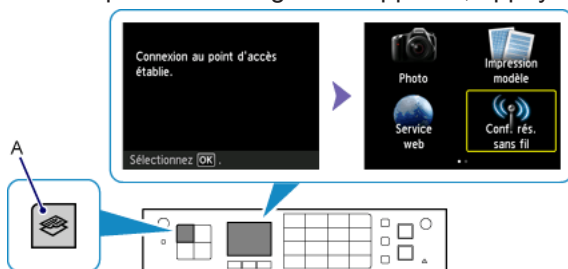 Connexion au point d'accès
établie.
Sélectionnez OK .
Photo
Impression
modèle
Service
web
Conf. rés.
sans fil
A